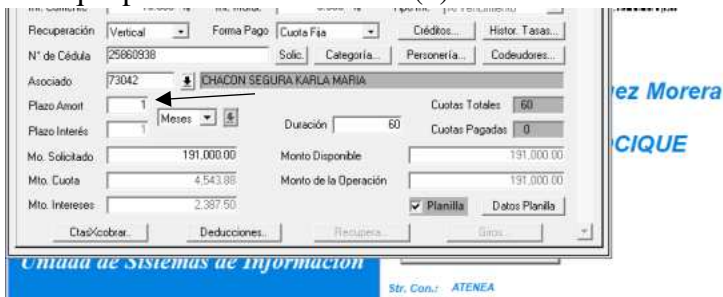 Recuperación Vertical Forma Pago Cuota Fija Créditos... Histor. Tasas...
N° de Cédula 25860938 Solic. Categoría... Personería... Codeudores...
Asociado 73042 CHACON SEGURA KARLA MARIA
Plazo Amort 1 Cuotas Totales 60
Meses
Plazo Interés 1 Duración 60 Cuotas Pagadas 0
Mo. Solicitado 191,000.00 Monto Disponible 191,000.00
Mto. Cuota 4,543.88 Monto de la Operación 191,000.00
Mto. Intereses 2,387.50 Planilla Datos Planilla
CtasXcobrar.. Deducciones.. Recupera.. Giros..
ez Morera
CIQUE
Unidad de Sistemas de Información
Str. Con.: ATENEA